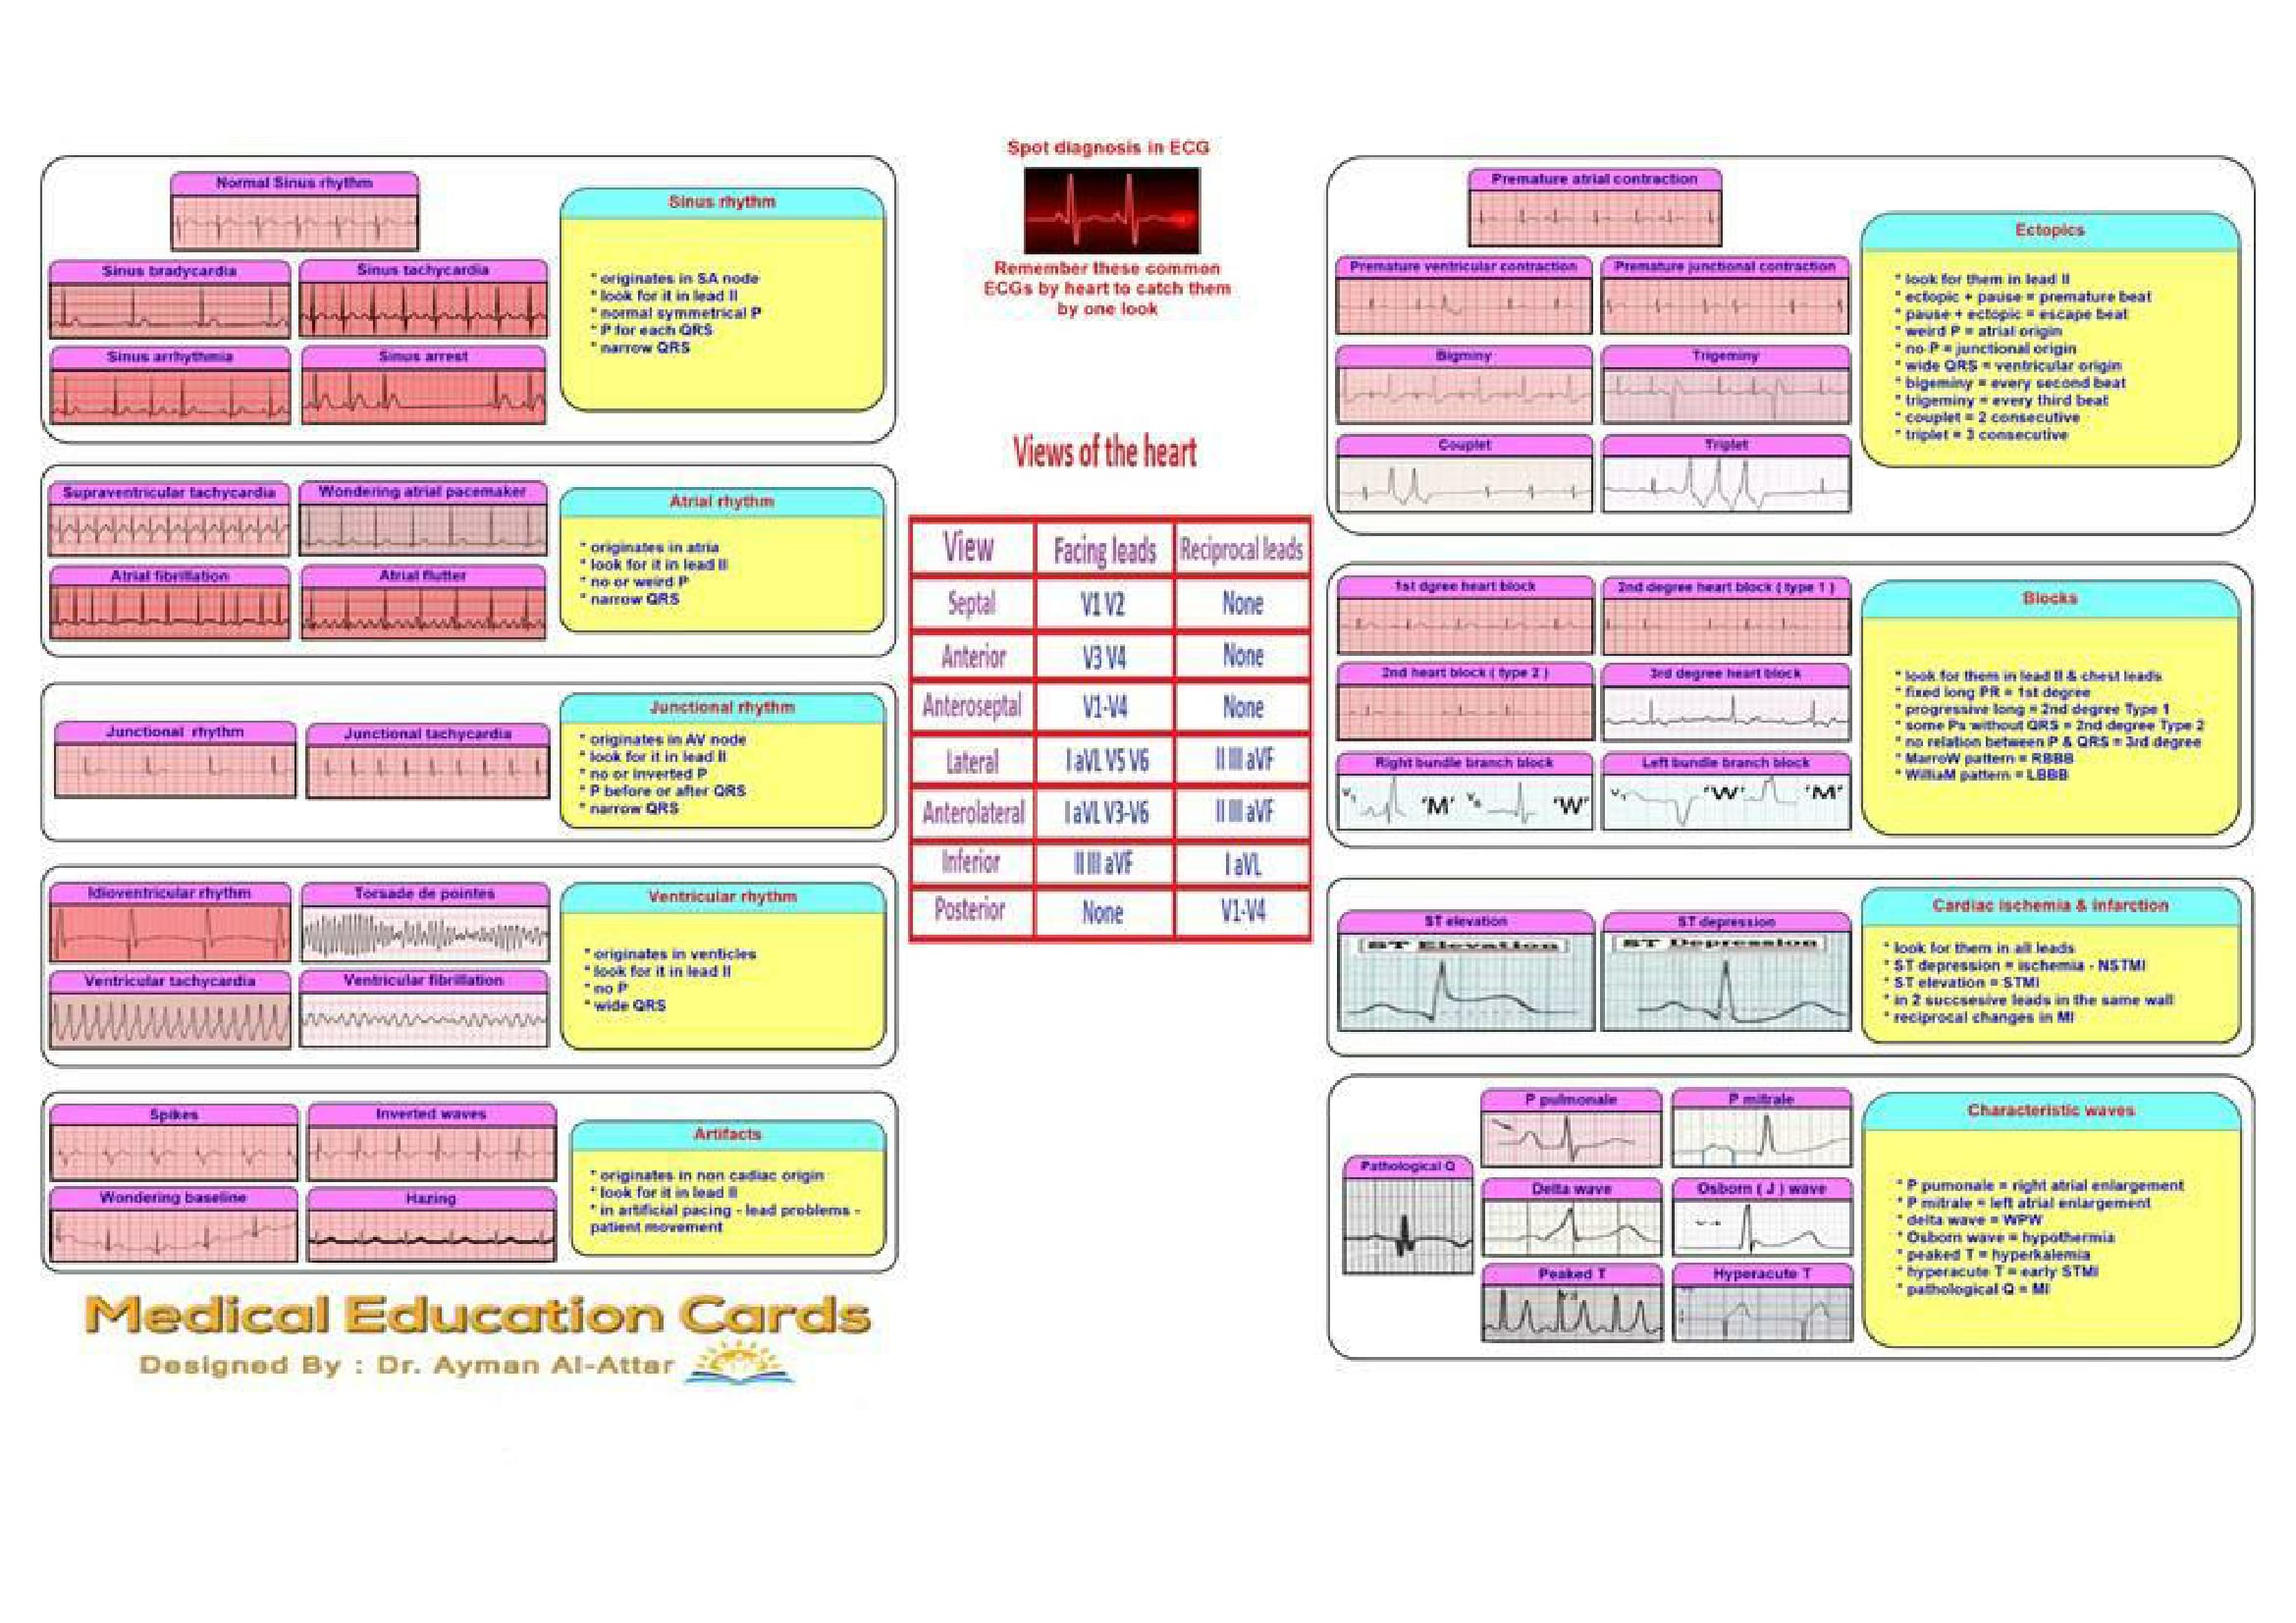 Normal Sinus rhythm
Sinus bradycardia
Sinus tachycardia
Sinus arrhythmia
Sinus arrest
Sinus rhythm
* originates in SA node
* look for it in lead II
* normal symmetrical P
* P for each QRS
* narrow QRS
Supraventricular tachycardia
Wondering atrial pacemaker
Atrial fibrillation
Atrial flutter
Atrial rhythm
* originates in atria
* look for it in lead II
* no or weird P
* narrow QRS
Junctional rhythm
Junctional tachycardia
Junctional rhythm
* originates in AV node
* look for it in lead II
* no or inverted P
* P before or after QRS
* narrow QRS
Idioventricular rhythm
Torsade de pointes
Ventricular tachycardia
Ventricular fibrillation
Ventricular rhythm
* originates in venticles
* look for it in lead II
* no P
* wide QRS
Spikes
Inverted waves
Wondering baseline
Hazing
Artifacts
* originates in non cadiac origin
* look for it in lead II
* in artificial pacing - lead problems -
patient movement
Medical Education Cards
Designed By : Dr. Ayman Al-Attar
Spot diagnosis in ECG
Remember these common
ECGs by heart to catch them
by one look
Views of the heart
View Facing leads Reciprocal leads
Septal V1 V2 None
Anterior V3 V4 None
Anteroseptal V1-V4 None
Lateral I aVL V5 V6 II III aVF
Anterolateral I aVL V3-V6 II III aVF
Inferior II III aVF I aVL
Posterior None V1-V4
Premature atrial contraction
Premature ventricular contraction
Premature junctional contraction
Bigminy
Trigeminy
Couplet
Triplet
Ectopics
* look for them in lead II
* ectopic + pause = premature beat
* pause + ectopic = escape beat
* weird P = atrial origin
* no P = junctional origin
* wide QRS = ventricular origin
* bigeminy = every second beat
* trigeminy = every third beat
* couplet = 2 consecutive
* triplet = 3 consecutive
1st dgree heart block
2nd degree heart block ( type 1 )
2nd heart block ( type 2 )
3rd degree heart block
Right bundle branch block
V1 'M' V6 'W'
Left bundle branch block
V1 'W' 'M'
Blocks
* look for them in lead II & chest leads
* fixed long PR = 1st degree
* progressive long = 2nd degree Type 1
* some Ps without QRS = 2nd degree Type 2
* no relation between P & QRS = 3rd degree
* MarroW pattern = RBBB
* WilliaM pattern = LBBB
ST elevation
ST Elevation
ST depression
ST Depression
Cardiac ischemia & infarction
* look for them in all leads
* ST depression = ischemia - NSTMI
* ST elevation = STMI
* in 2 succsesive leads in the same wall
* reciprocal changes in MI
P pulmonale
P mitrale
Pathological Q
Delta wave
Osborn ( J ) wave
Peaked T
Hyperacute T
Characteristic waves
* P pumonale = right atrial enlargement
* P mitrale = left atrial enlargement
* delta wave = WPW
* Osborn wave = hypothermia
* peaked T = hyperkalemia
* hyperacute T = early STMI
* pathological Q = MI